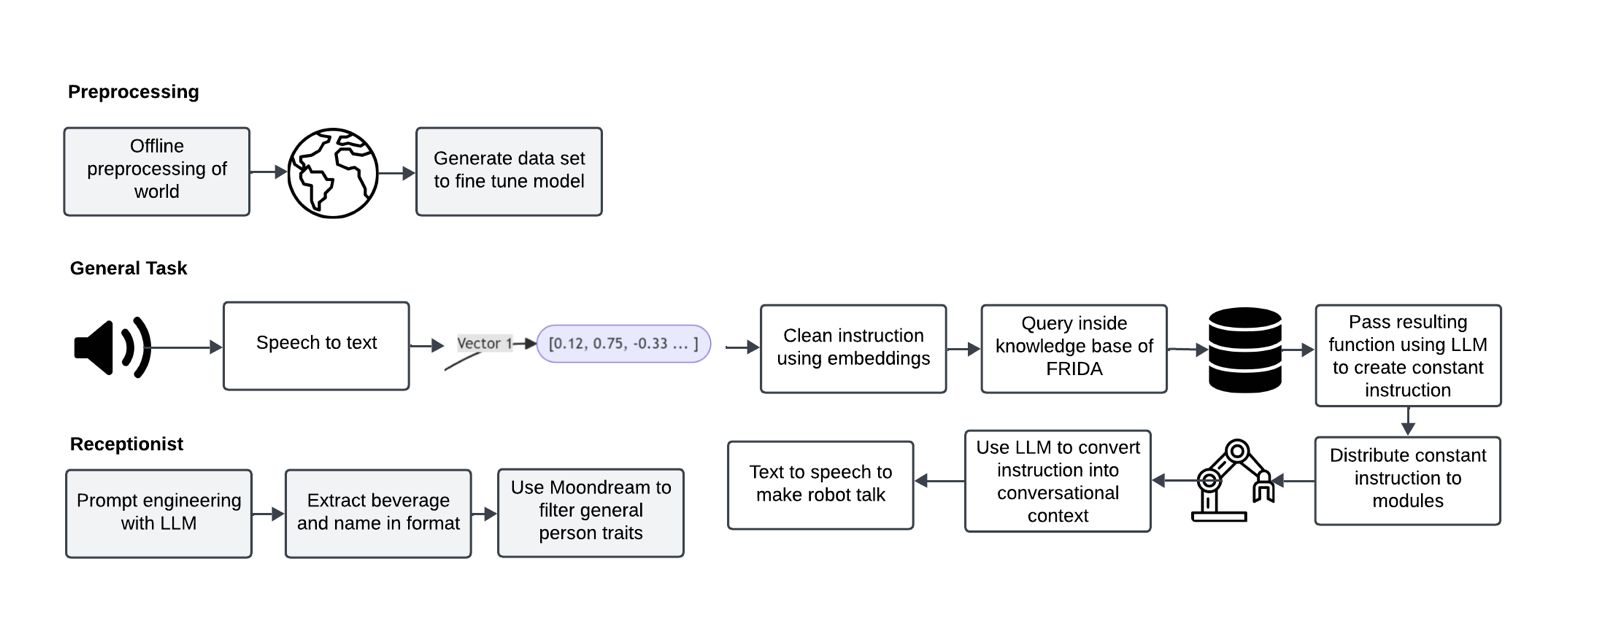 Preprocessing
Offline
preprocessing of
world
Generate data set
to fine tune model
General Task
Speech to text
Vector 1
[0.12, 0.75, -0.33 ... ]
Clean instruction
using embeddings
Query inside
knowledge base of
FRIDA
Pass resulting
function using LLM
to create constant
instruction
Distribute constant
instruction to
modules
Use LLM to convert
instruction into
conversational
context
Text to speech to
make robot talk
Receptionist
Prompt engineering
with LLM
Extract beverage
and name in format
Use Moondream to
filter general
person traits